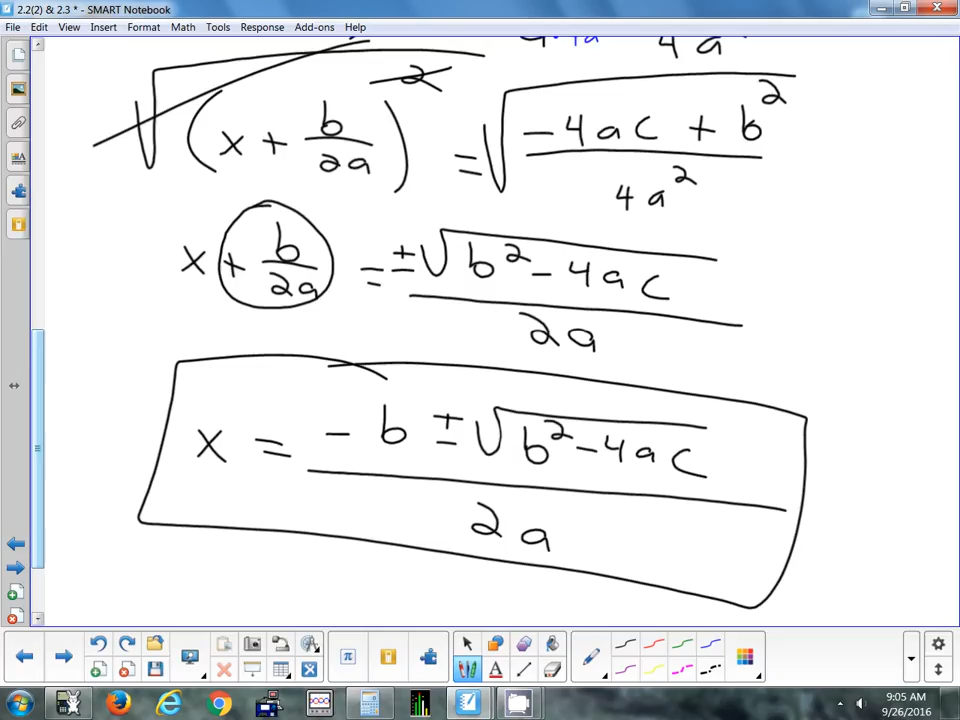 2.2(2) & 2.3 * - SMART Notebook
File Edit View Insert Format Math Tools Response Add-ons Help
4a
√(x + b/2a)² = √(-4ac + b²)/4a²
x + b/2a = ±√b² - 4ac / 2a
x = -b ±√b² - 4ac / 2a
9:05 AM
9/26/2016